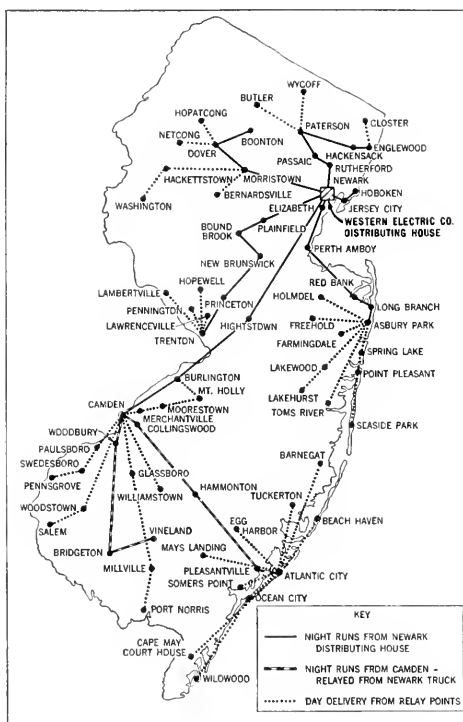 WYCOFF
BUTLER
HOPATCONG
PATERSON
CLOSTER
NETCONG
BOONTON
PASSAIC
ENGLEWOOD
DOVER
HACKENSACK
RUTHERFORD
HACKETTSTOWN
MORRISTOWN
NEWARK
HOBOKEN
WASHINGTON
BERNARDSVILLE
JERSEY CITY
ELIZABETH
WESTERN ELECTRIC CO.
DISTRIBUTING HOUSE
PLAINFIELD
BOUND
BROOK
PERTH AMBOY
NEW BRUNSWICK
RED BANK
HOPEWELL
LAMBERTVILLE
HOLMDEL
LONG BRANCH
PRINCETON
PENNINGTON
LAWRENCEVILLE
FREEHOLD
ASBURY PARK
TRENTON
HIGHTSTOWN
FARMINGDALE
SPRING LAKE
LAKEWOOD
POINT PLEASANT
BURLINGTON
MT. HOLLY
LAKEHURST
TOMS RIVER
CAMDEN
MOORESTOWN
MERCHANTVILLE
COLLINGSWOOD
SEASIDE PARK
WOODBURY
PAULSBORO
SWEDESBORO
GLASSBORO
BARNEGAT
PENNSGROVE
HAMMONTON
WILLIAMSTOWN
TUCKERTON
WOODSTOWN
EGG
HARBOR
BEACH HAVEN
SALEM
VINELAND
MAYS LANDING
BRIDGETON
MILLVILLE
PLEASANTVILLE
ATLANTIC CITY
SOMERS POINT
OCEAN CITY
PORT NORRIS
CAPE MAY
COURT HOUSE
WILDWOOD
KEY
NIGHT RUNS FROM NEWARK
DISTRIBUTING HOUSE
NIGHT RUNS FROM CAMDEN -
RELAYED FROM NEWARK TRUCK
DAY DELIVERY FROM RELAY POINTS